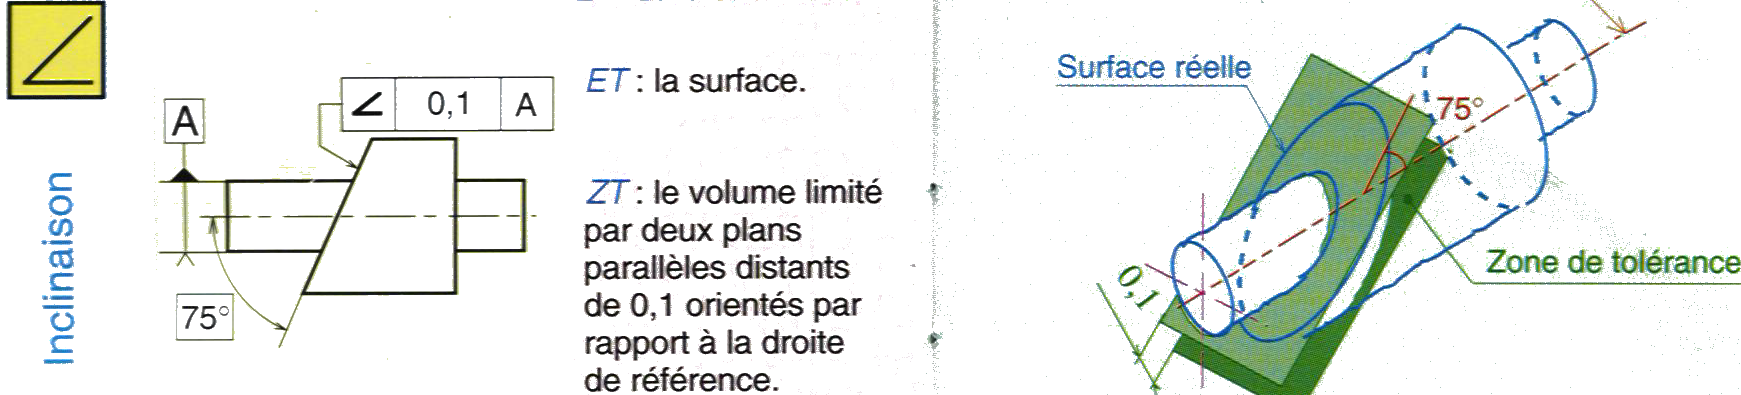 Inclinaison
A
∠ 0,1 A
75°
ET : la surface.
ZT : le volume limité
par deux plans
parallèles distants
de 0,1 orientés par
rapport à la droite
de référence.
Surface réelle
75°
Zone de tolérance
0,1